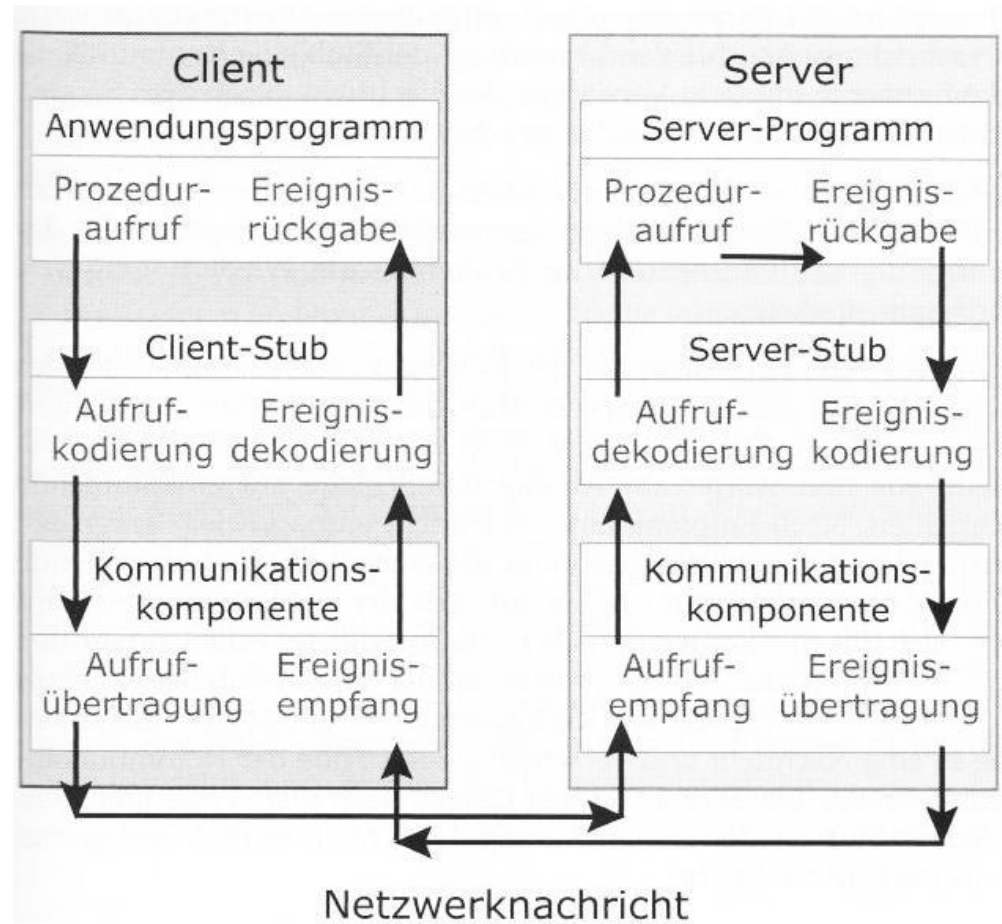 Client
Anwendungsprogramm
Prozedur-
aufruf
Ereignis-
rückgabe
Client-Stub
Aufruf-
kodierung
Ereignis-
dekodierung
Kommunikations-
komponente
Aufruf-
übertragung
Ereignis-
empfang
Server
Server-Programm
Prozedur-
aufruf
Ereignis-
rückgabe
Server-Stub
Aufruf-
dekodierung
Ereignis-
kodierung
Kommunikations-
komponente
Aufruf-
empfang
Ereignis-
übertragung
Netzwerknachricht